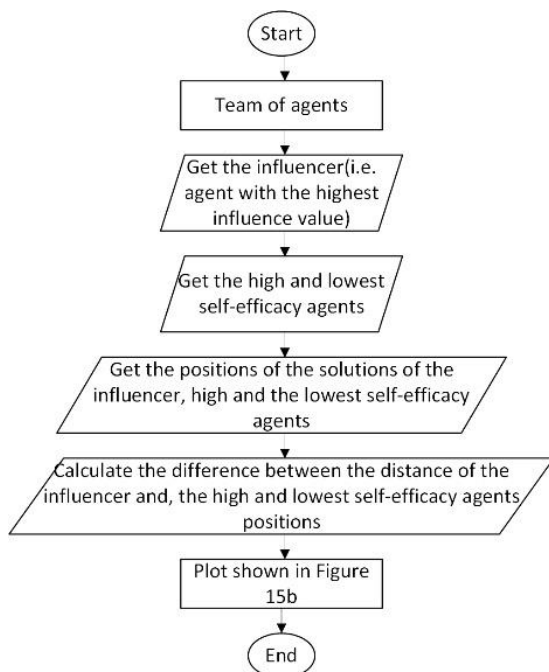 Start
Team of agents
Get the influencer(i.e.
agent with the highest
influence value)
Get the high and lowest
self-efficacy agents
Get the positions of the solutions of the
influencer, high and the lowest self-efficacy
agents
Calculate the difference between the distance of the
influencer and, the high and lowest self-efficacy agents
positions
Plot shown in Figure
15b
End